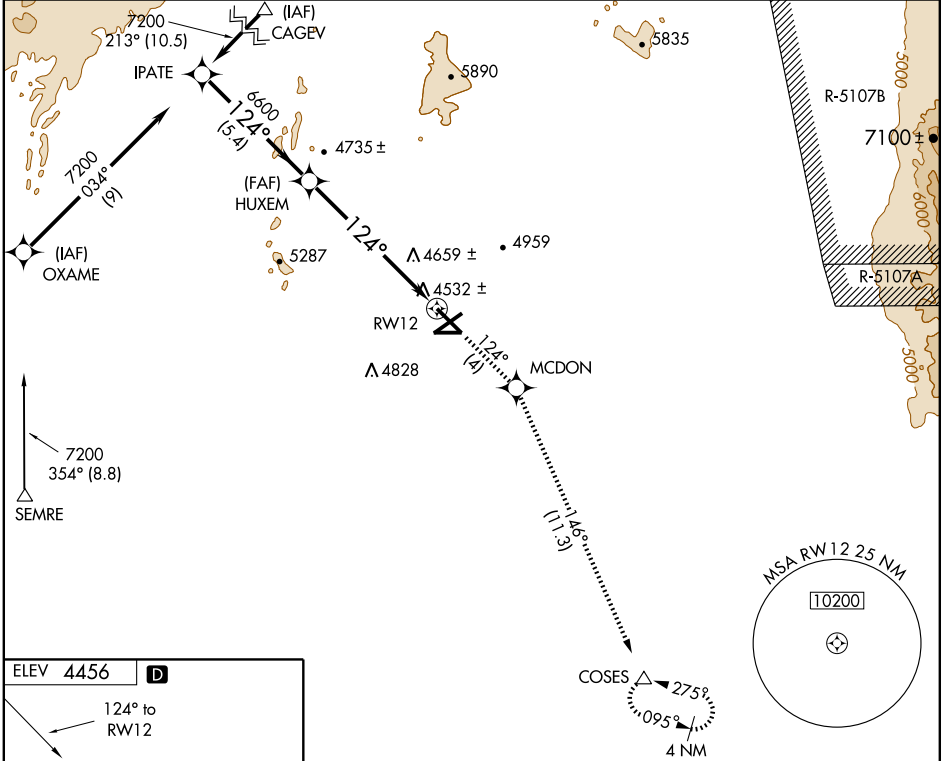 7200
213° (10.5)
(IAF)
CAGEV
IPATE
5835
5890
5000
R-5107B
7100 ±
6600
124°
(5.4)
4735 ±
7200
034°
(9)
(FAF)
HUXEM
6000
(IAF)
OXAME
124°
4959
4659 ±
5287
4532 ±
R-5107A
RW12
124°
(4)
MCDON
4828
5000
7200
354° (8.8)
SEMRE
146°
(11.3)
MSA RW12 25 NM
10200
ELEV 4456 D
124° to
RW12
COSES
275°
095°
4 NM